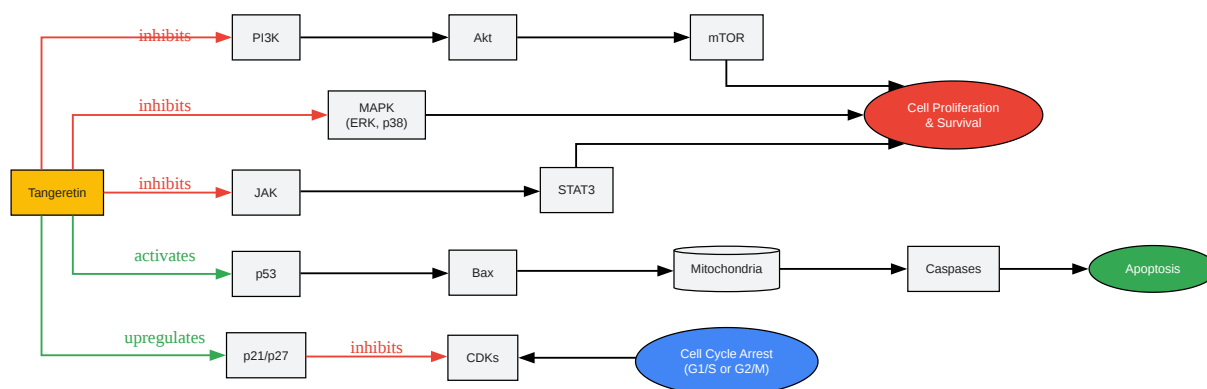 inhibits
PI3K
Akt
mTOR
inhibits
MAPK
(ERK, p38)
Cell Proliferation
& Survival
Tangeretin
inhibits
JAK
STAT3
activates
p53
Bax
Mitochondria
Caspases
Apoptosis
upregulates
p21/p27
inhibits
CDKs
Cell Cycle Arrest
(G1/S or G2/M)